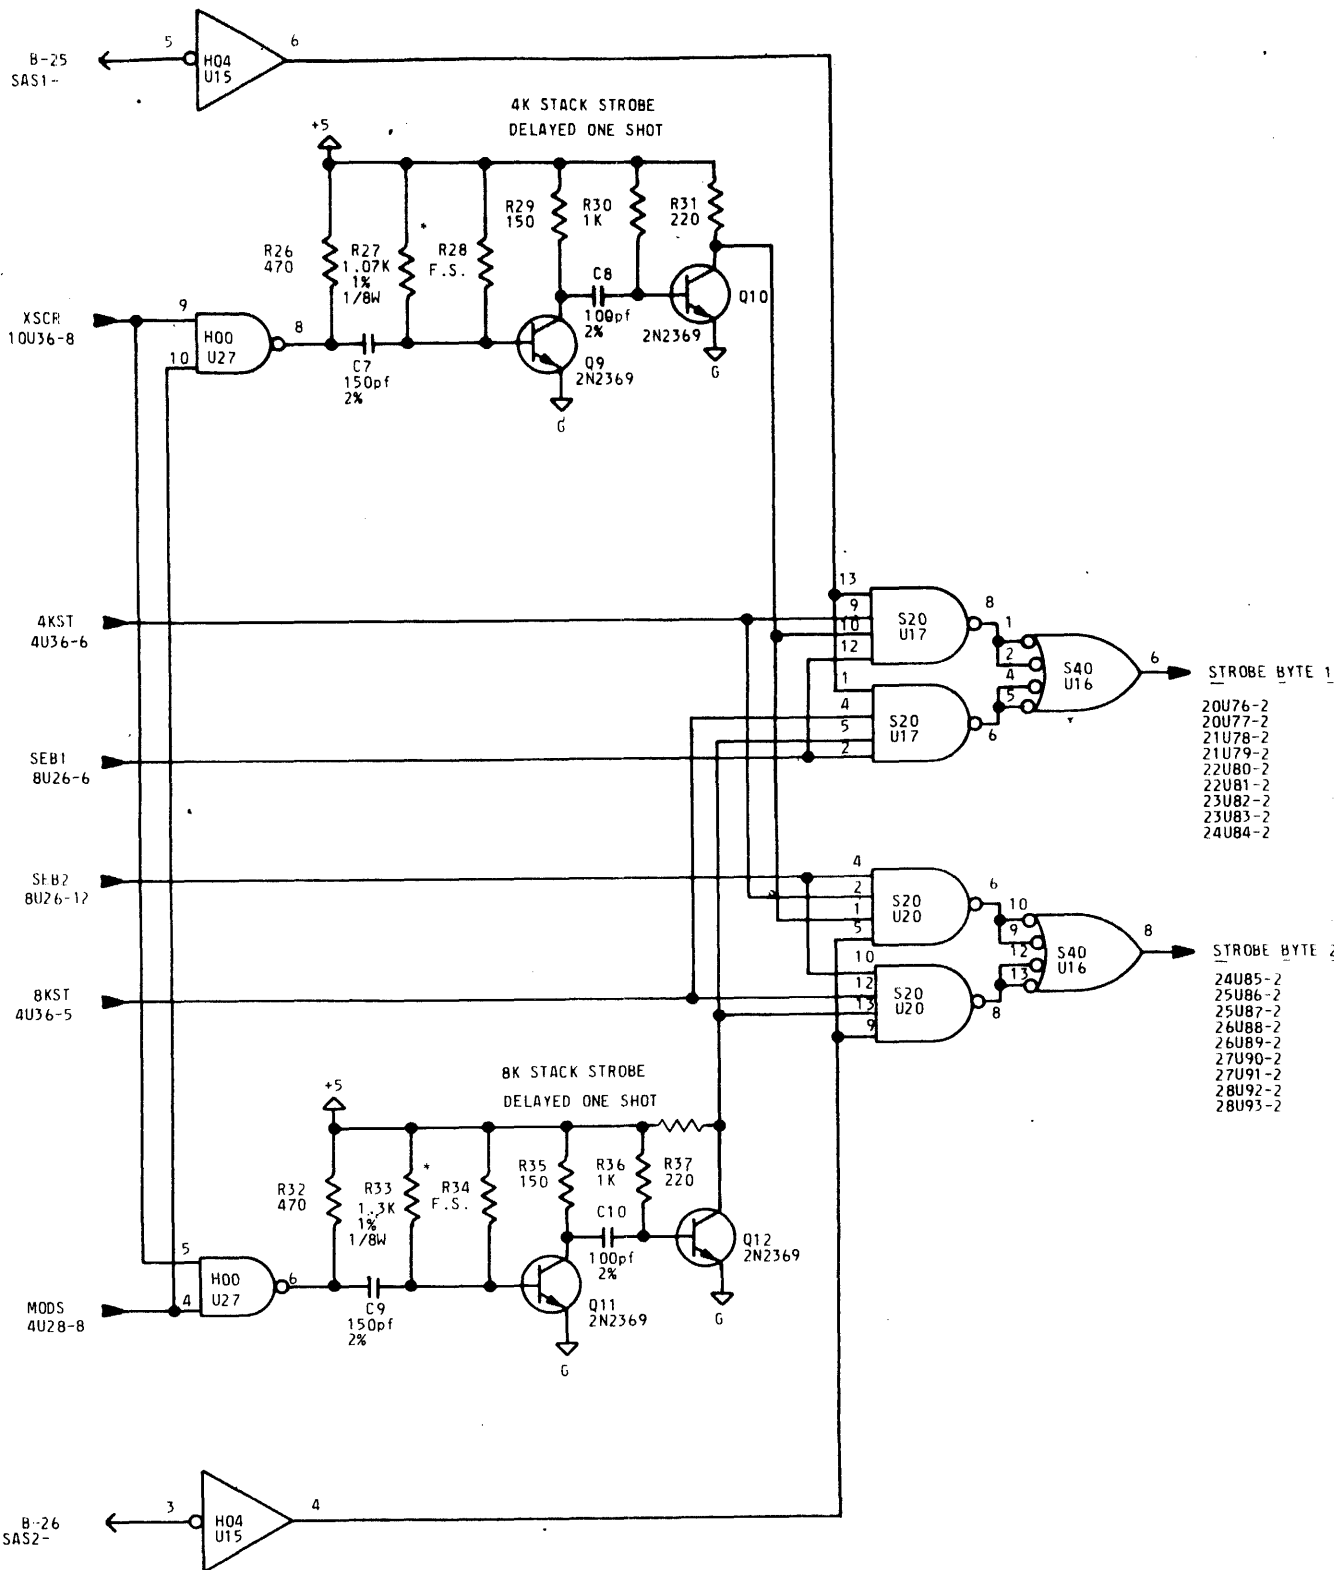 5
6
B-25
SAS1-
H04
U15
4K STACK STROBE
DELAYED ONE SHOT
+5
R26
470
R27
1.07K
1%
1/8W
*
R28
F.S.
R29
150
R30
1K
R31
220
C8
100pf
2%
Q10
2N2369
XSCR
10U36-8
9
10
H00
U27
8
C7
150pf
2%
Q9
2N2369
G
G
4KST
4U36-6
13
9
10
12
S20
U17
8
1
2
4
5
S40
U16
6
STROBE BYTE 1
20U76-2
20U77-2
21U78-2
21U79-2
22U80-2
22U81-2
23U82-2
23U83-2
24U84-2
1
4
5
2
S20
U17
6
SEB1
8U26-6
SEB2
8U26-12
4
2
1
5
S20
U20
6
10
9
12
13
S40
U16
8
STROBE BYTE 2
24U85-2
25U86-2
25U87-2
26U88-2
26U89-2
27U90-2
27U91-2
28U92-2
28U93-2
10
12
13
9
S20
U20
8
8KST
4U36-5
8K STACK STROBE
DELAYED ONE SHOT
+5
R32
470
R33
1.3K
1%
1/8W
*
R34
F.S.
R35
150
R36
1K
R37
220
C10
100pf
2%
Q12
2N2369
5
4
H00
U27
6
C9
150pf
2%
Q11
2N2369
G
G
MODS
4U28-8
B-26
SAS2-
3
H04
U15
4